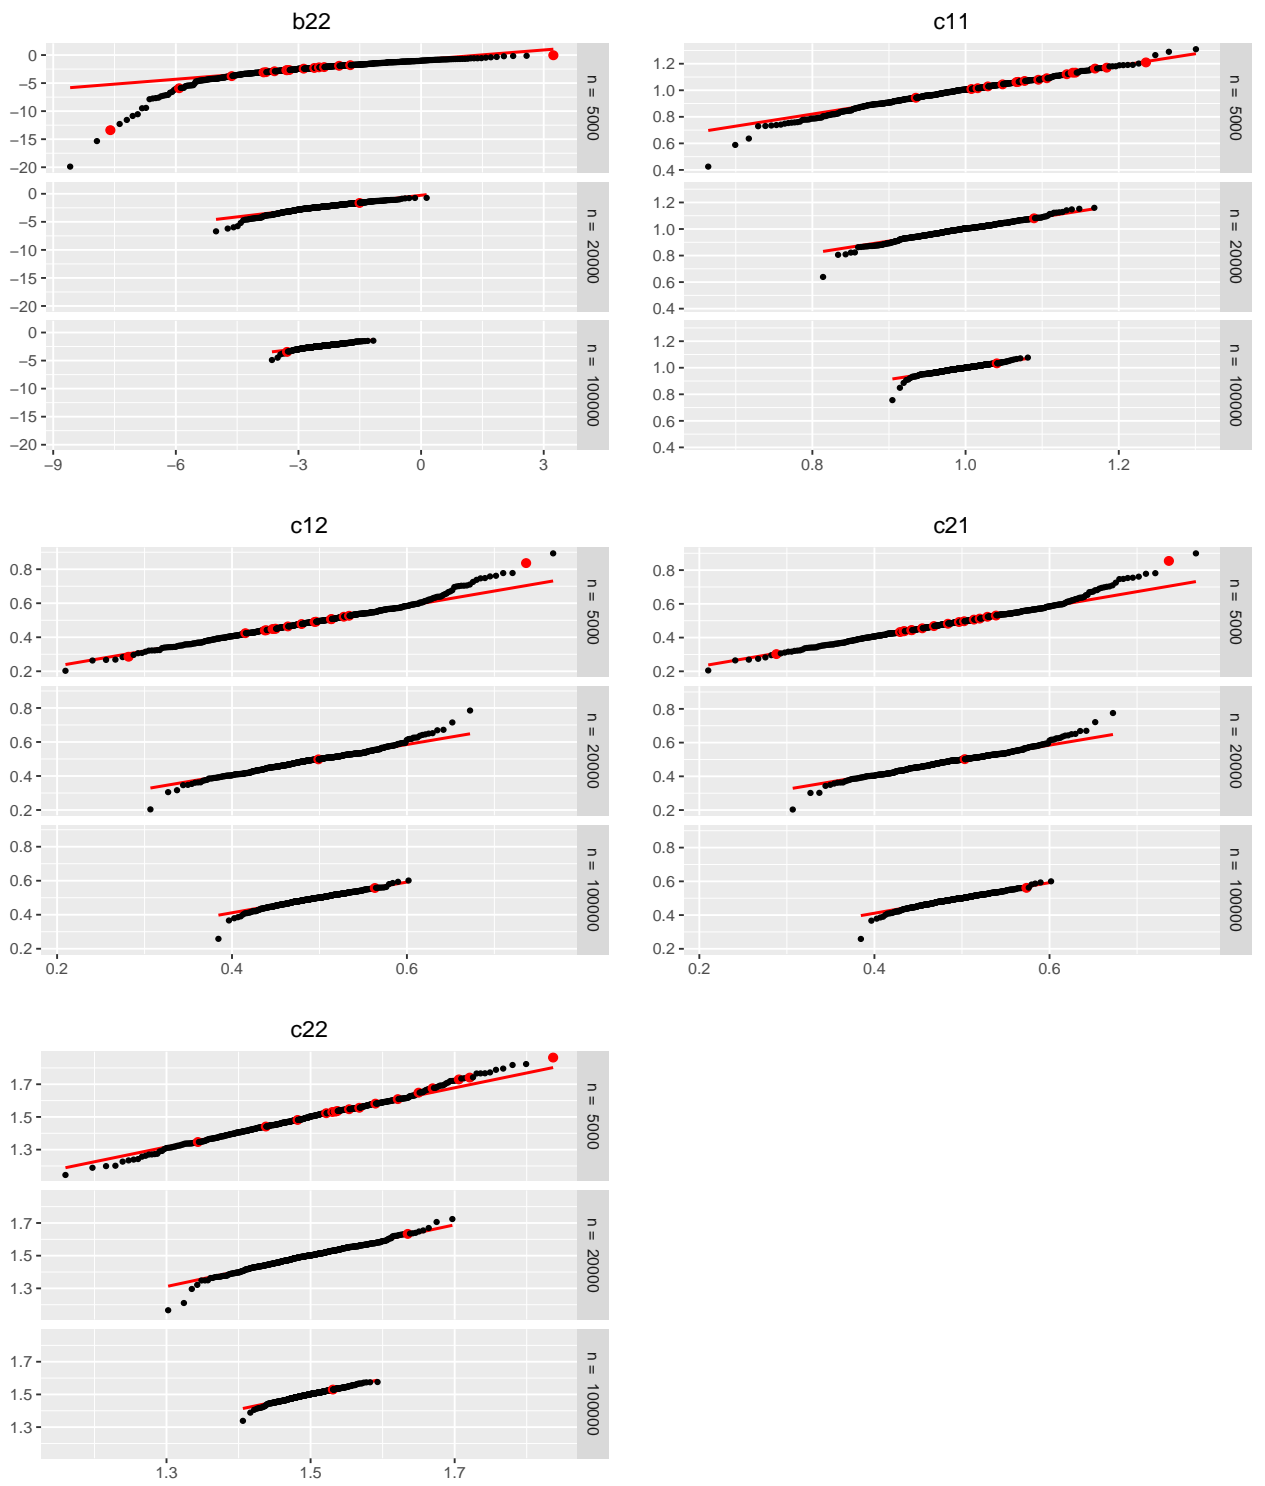 b22
0
−5
−10
−15
−20
n = 5000
0
−5
−10
−15
−20
n = 20000
0
−5
−10
−15
−20
n = 100000
−9 −6 −3 0 3
c11
1.2
1.0
0.8
0.6
0.4
n = 5000
1.2
1.0
0.8
0.6
0.4
n = 20000
1.2
1.0
0.8
0.6
0.4
n = 100000
0.8 1.0 1.2
c12
0.8
0.6
0.4
0.2
n = 5000
0.8
0.6
0.4
0.2
n = 20000
0.8
0.6
0.4
0.2
n = 100000
0.2 0.4 0.6
c21
0.8
0.6
0.4
0.2
n = 5000
0.8
0.6
0.4
0.2
n = 20000
0.8
0.6
0.4
0.2
n = 100000
0.2 0.4 0.6
c22
1.7
1.5
1.3
n = 5000
1.7
1.5
1.3
n = 20000
1.7
1.5
1.3
n = 100000
1.3 1.5 1.7